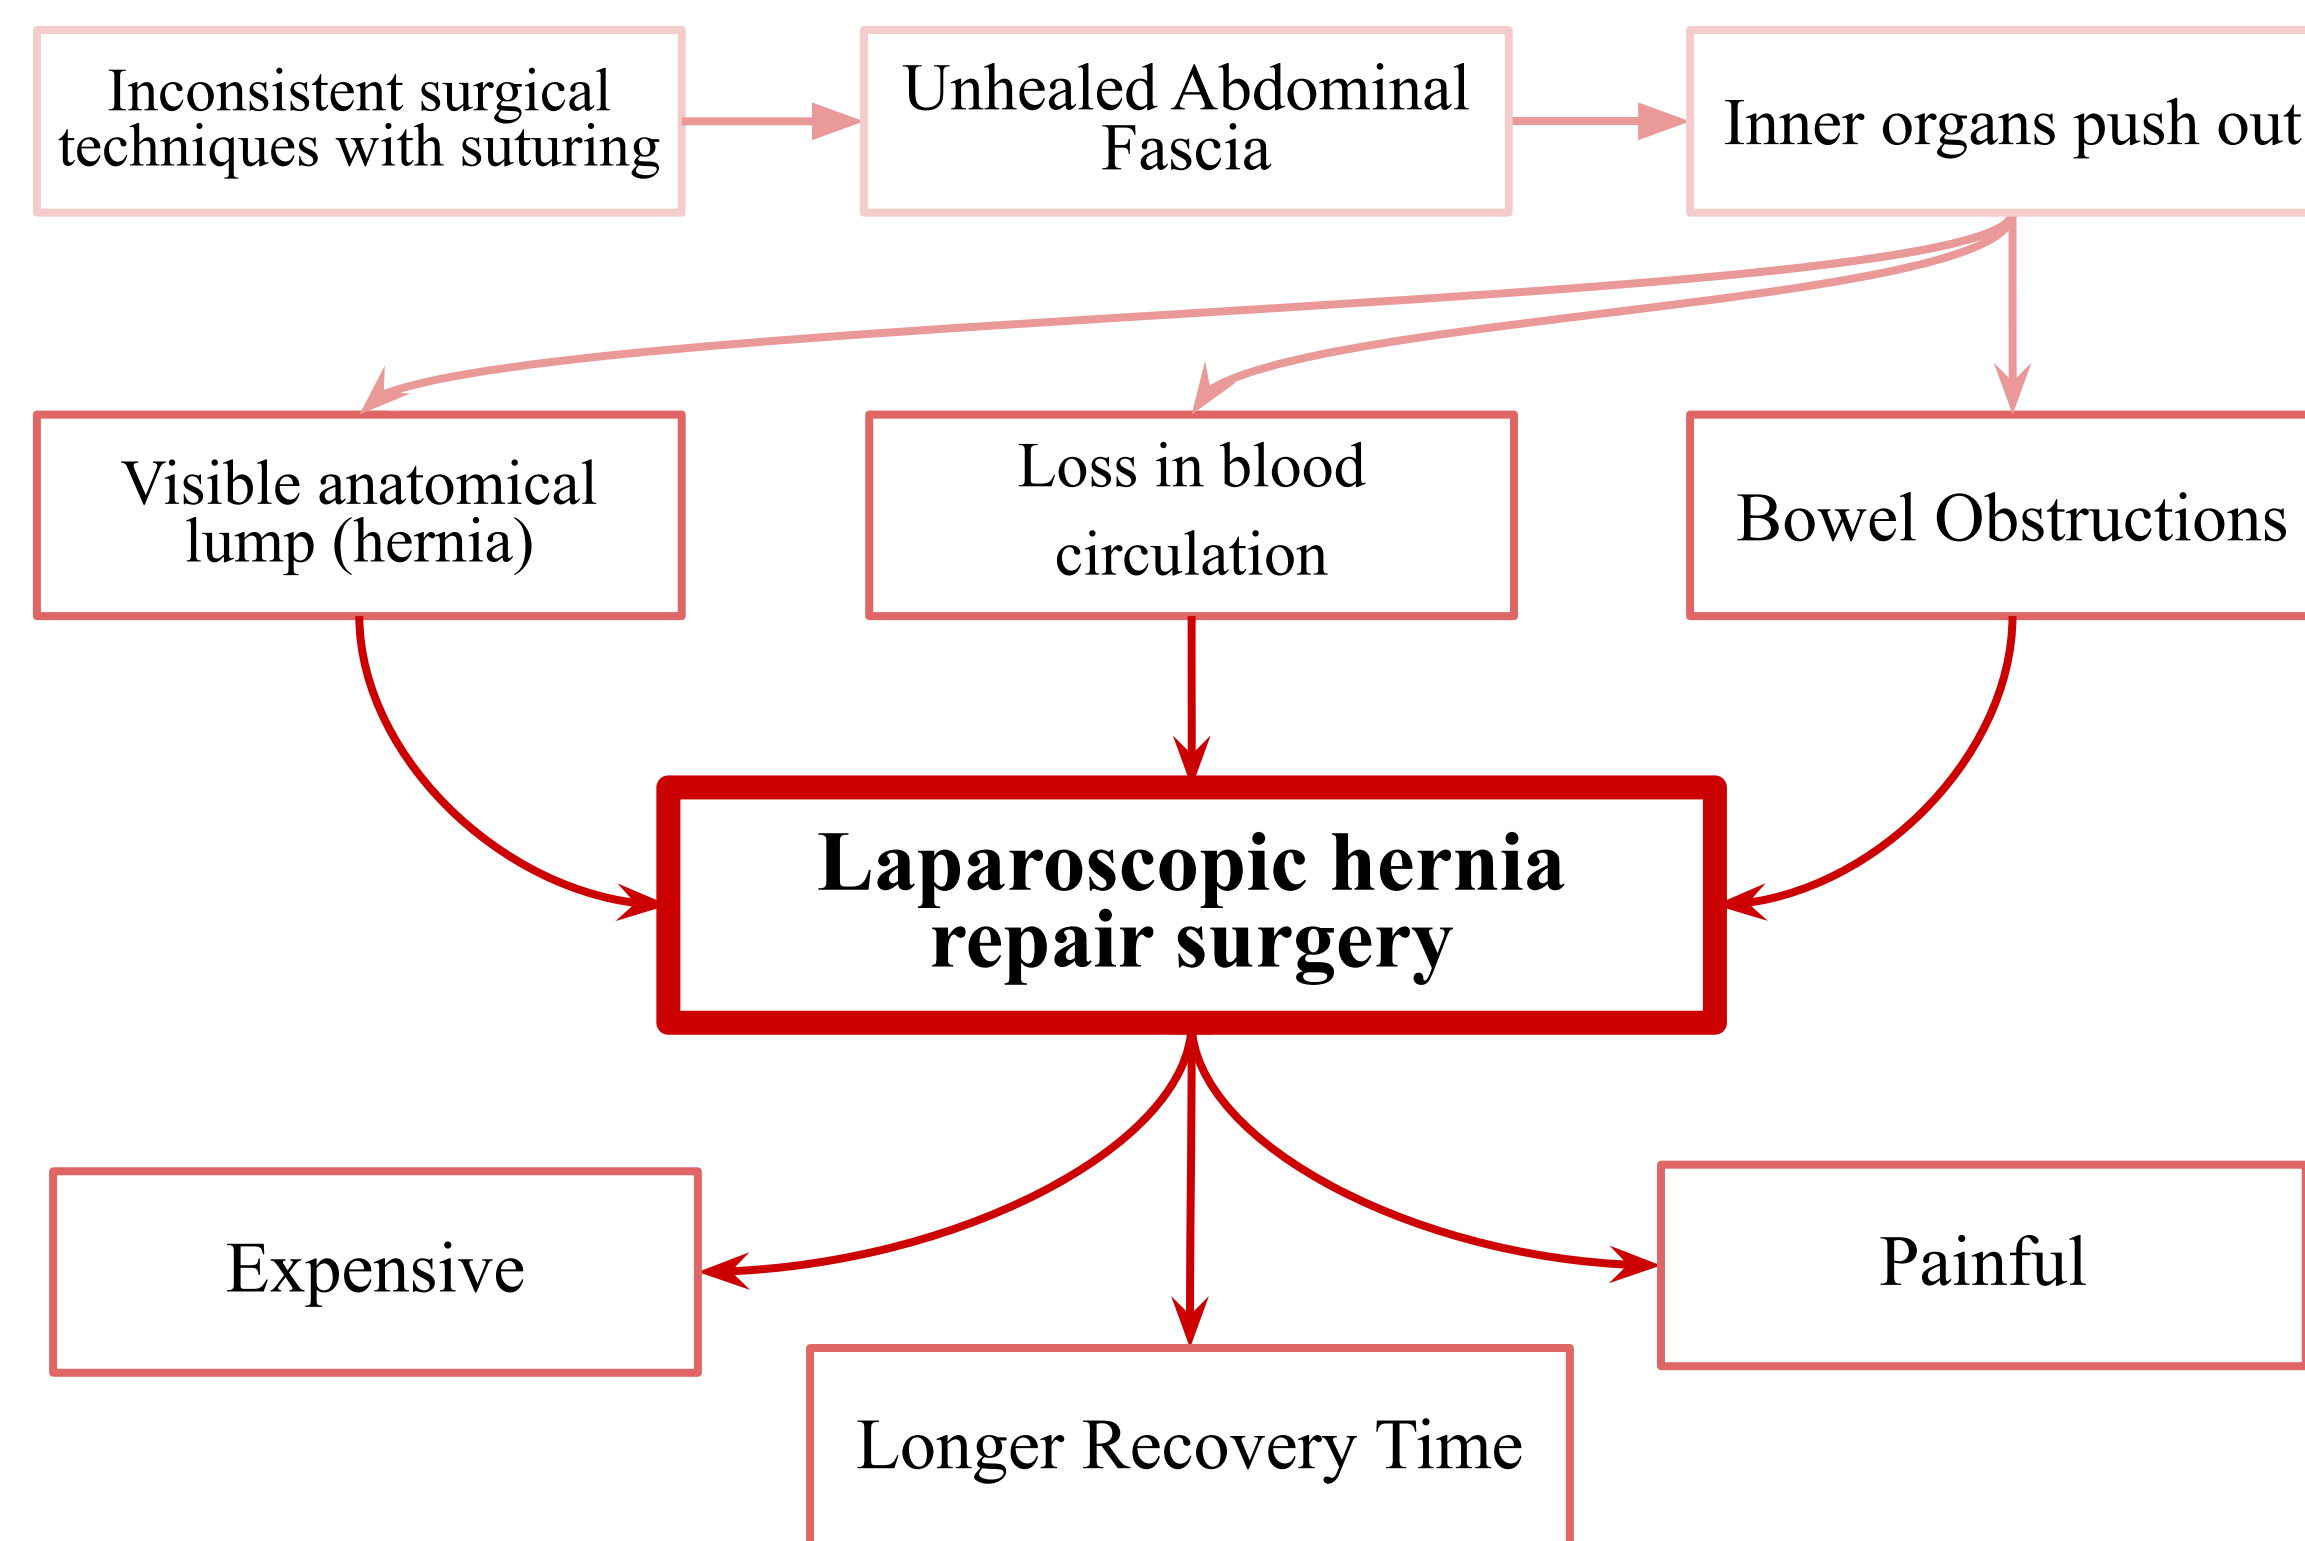 Inconsistent surgical
techniques with suturing
Unhealed Abdominal
Fascia
Inner organs push out
Visible anatomical
lump (hernia)
Loss in blood
circulation
Bowel Obstructions
Laparoscopic hernia
repair surgery
Expensive
Painful
Longer Recovery Time